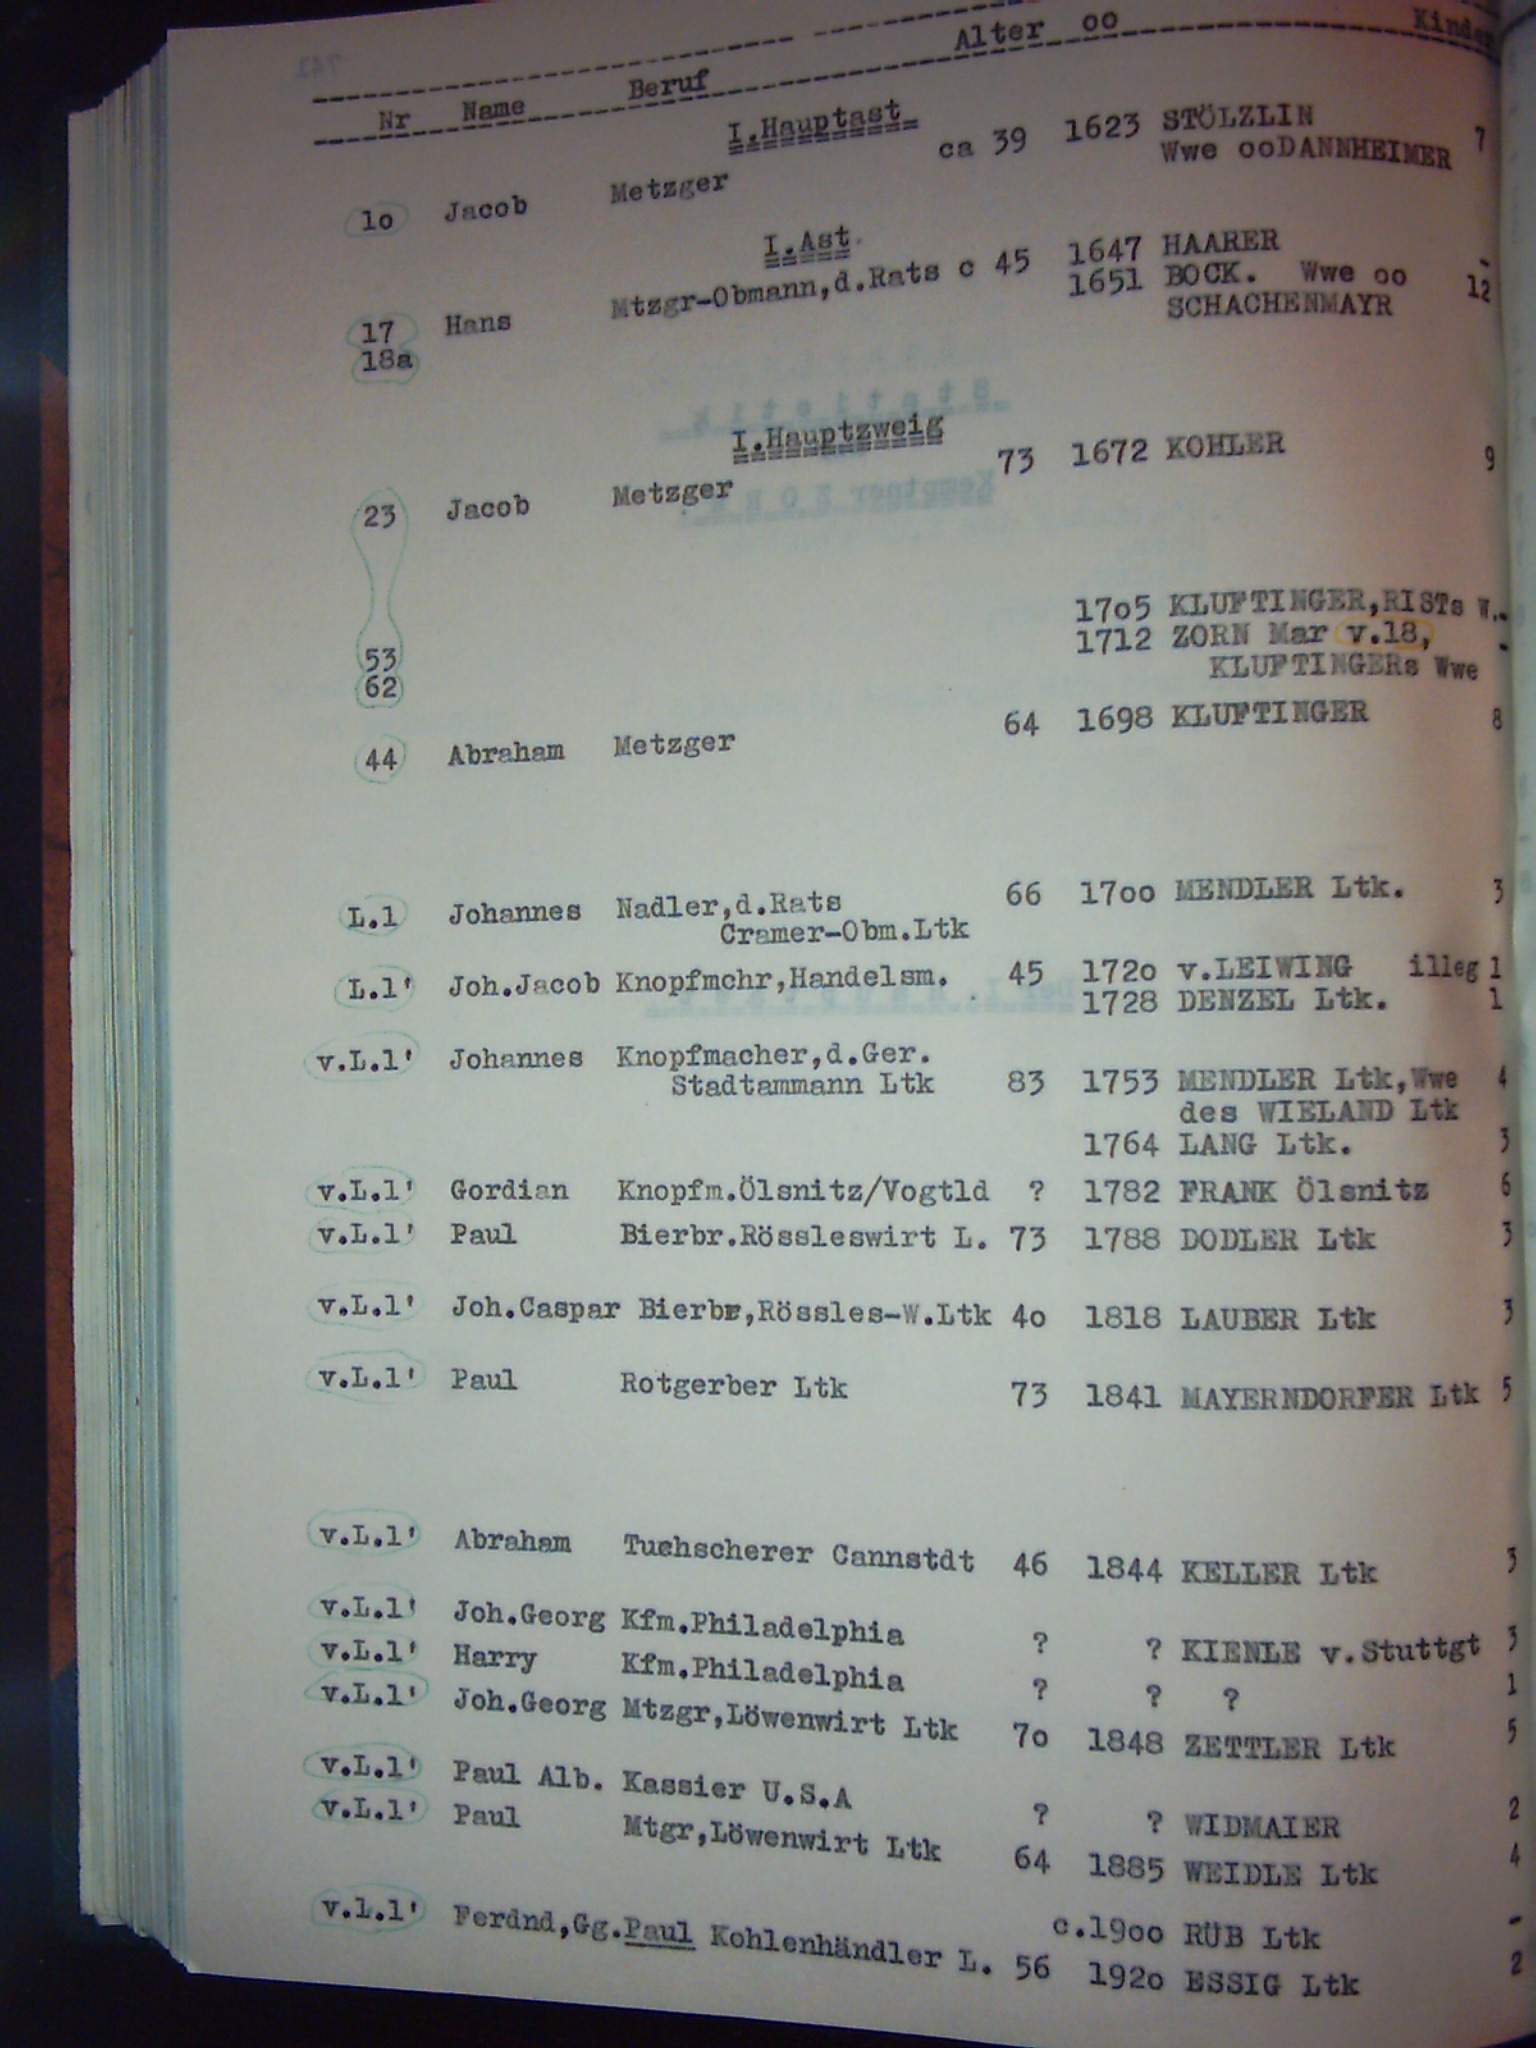 Nr Name Beruf Alter oo Kinder
I.Hauptast
1o Jacob Metzger ca 39 1623 STÖLZLIN 7
Wwe ooDANNHEIMER
I.Ast
17 Hans Mtzgr-Obmann,d.Rats c 45 1647 HAARER -
18a 1651 BOCK. Wwe oo 12
SCHACHENMAYR
I.Hauptzweig
23 Jacob Metzger 73 1672 KOHLER 9
53 17o5 KLUFTINGER,RISTs W.-
62 1712 ZORN Mar v.18, -
KLUFTINGERs Wwe
44 Abraham Metzger 64 1698 KLUFTINGER 8
L.1 Johannes Nadler,d.Rats 66 17oo MENDLER Ltk. 3
Cramer-Obm.Ltk
L.1' Joh.Jacob Knopfmchr,Handelsm. 45 172o v.LEIWING illeg 1
1728 DENZEL Ltk. 1
v.L.1' Johannes Knopfmacher,d.Ger.
Stadtammann Ltk 83 1753 MENDLER Ltk,Wwe 4
des WIELAND Ltk
1764 LANG Ltk. 3
v.L.1' Gordian Knopfm.Ölsnitz/Vogtld ? 1782 FRANK Ölsnitz 6
v.L.1' Paul Bierbr.Rössleswirt L. 73 1788 DODLER Ltk 3
v.L.1' Joh.Caspar Bierbr,Rössles-W.Ltk 4o 1818 LAUBER Ltk 3
v.L.1' Paul Rotgerber Ltk 73 1841 MAYERNDORFER Ltk 5
v.L.1' Abraham Tuchscherer Cannstdt 46 1844 KELLER Ltk 3
v.L.1' Joh.Georg Kfm.Philadelphia ? ? KIENLE v.Stuttgt 3
v.L.1' Harry Kfm.Philadelphia ? ? ? 1
v.L.1' Joh.Georg Mtzgr,Löwenwirt Ltk 7o 1848 ZETTLER Ltk 5
v.L.1' Paul Alb. Kassier U.S.A ? ? WIDMAIER 2
v.L.1' Paul Mtgr,Löwenwirt Ltk 64 1885 WEIDLE Ltk 4
c.19oo RÜB Ltk -
v.l.1' Ferdnd,Gg.Paul Kohlenhändler L. 56 192o ESSIG Ltk 2